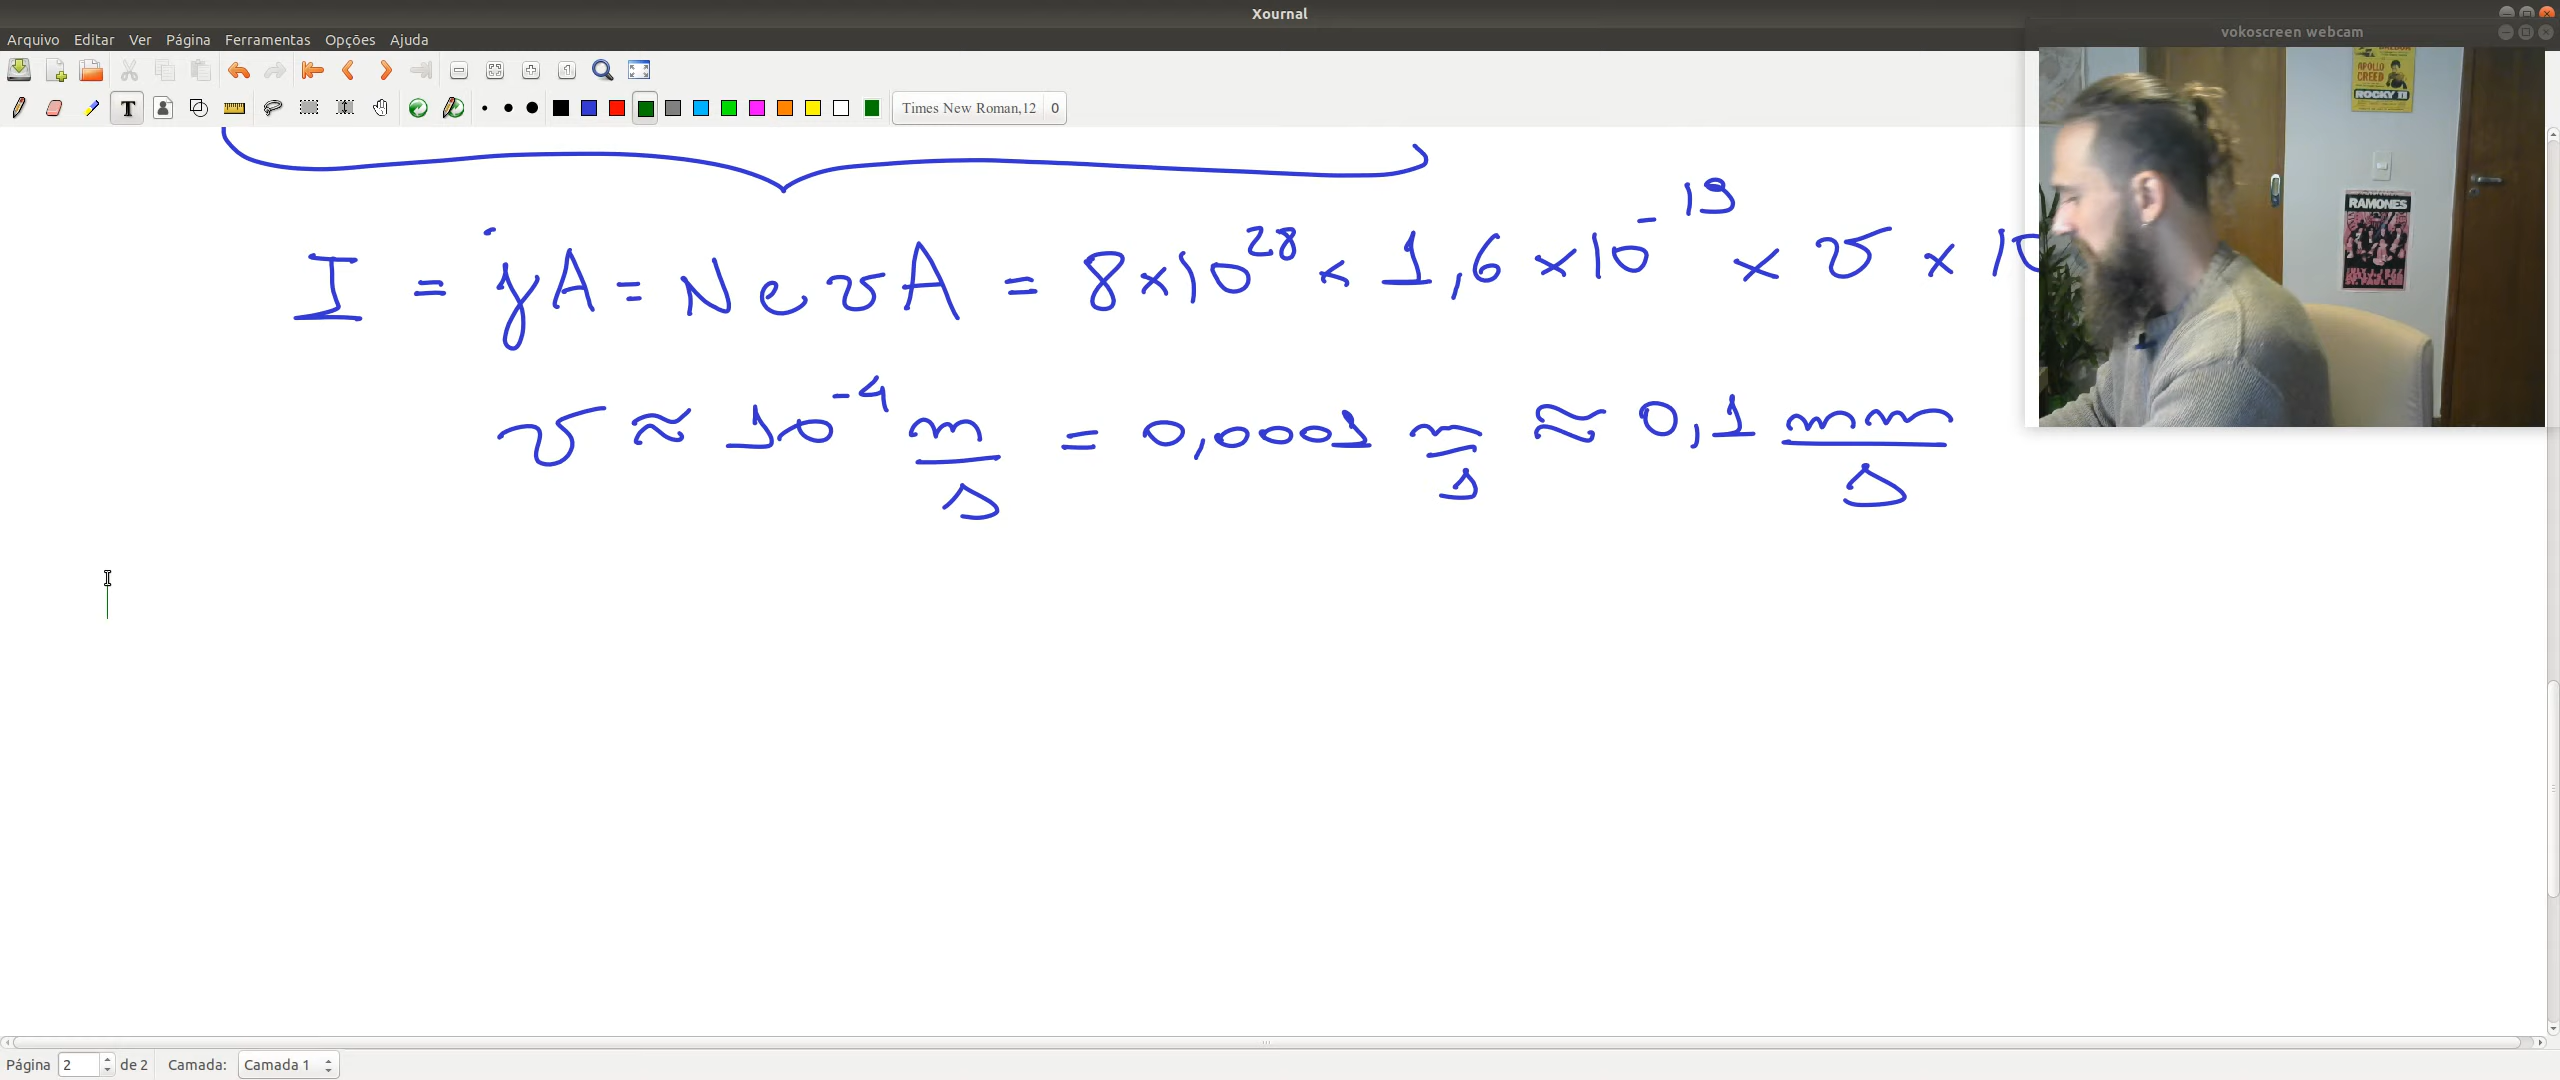 Xournal
vokoscreen webcam
Arquivo Editar Ver Página Ferramentas Opções Ajuda
T Times New Roman,12 0
APOLLO
CREED
ROCKY II
RAMONES
I = jA = N e v A = 8×10²⁸ × 1,6 ×10⁻¹⁹ × v × 10
v ≈ 10⁻⁴ m/s = 0,0001 m/s ≈ 0,1 mm/s
Página 2 de 2 Camada: Camada 1